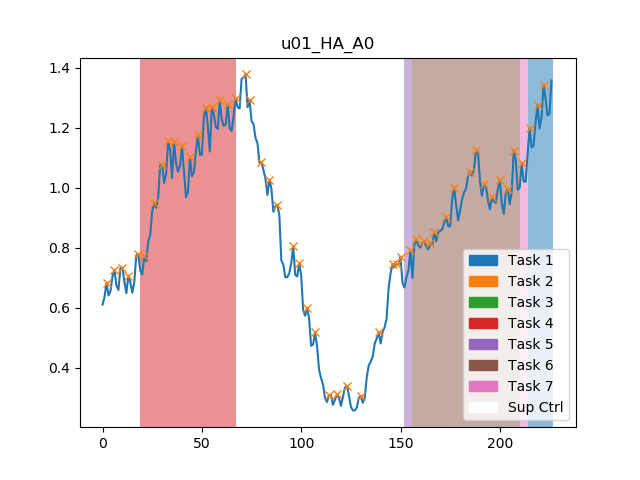 u01_HA_A0
1.4
1.2
1.0
0.8
0.6
0.4
0
50
100
150
200
Task 1
Task 2
Task 3
Task 4
Task 5
Task 6
Task 7
Sup Ctrl